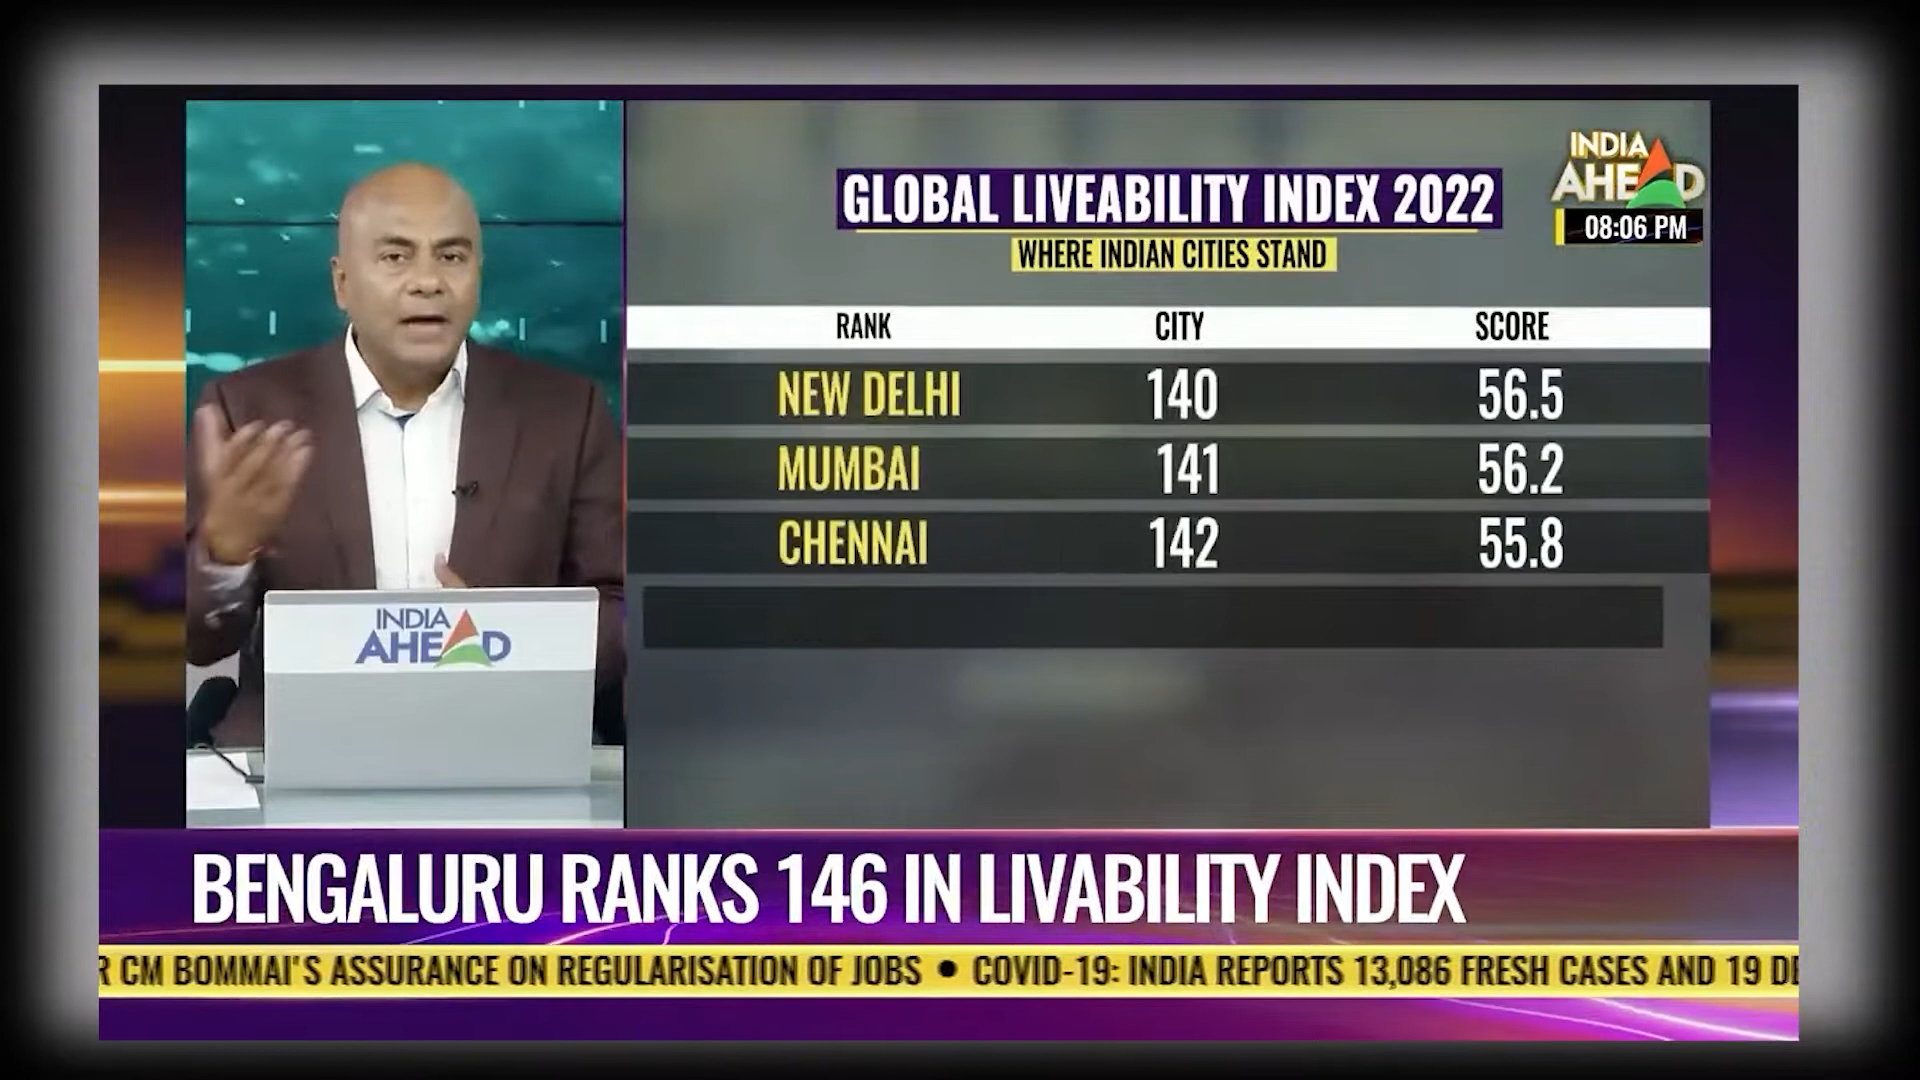 GLOBAL LIVEABILITY INDEX 2022
WHERE INDIAN CITIES STAND
INDIA
AHEAD
08:06 PM
RANK CITY SCORE
NEW DELHI 140 56.5
MUMBAI 141 56.2
CHENNAI 142 55.8
INDIA
AHEAD
BENGALURU RANKS 146 IN LIVABILITY INDEX
R CM BOMMAI'S ASSURANCE ON REGULARISATION OF JOBS • COVID-19: INDIA REPORTS 13,086 FRESH CASES AND 19 DE